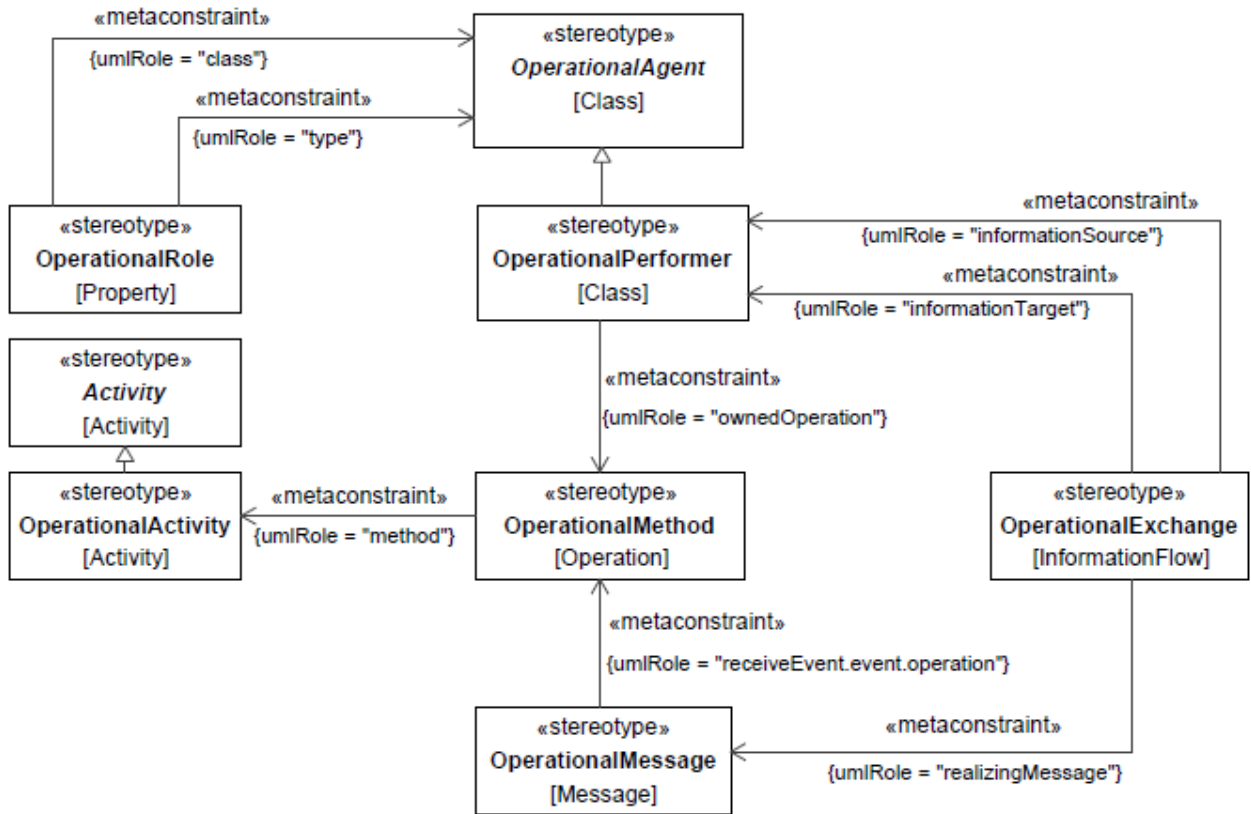 «metaconstraint»
{umlRole = "class"}
«metaconstraint»
{umlRole = "type"}
«stereotype»
OperationalAgent
[Class]
«stereotype»
OperationalRole
[Property]
«stereotype»
OperationalPerformer
[Class]
«metaconstraint»
{umlRole = "informationSource"}
«metaconstraint»
{umlRole = "informationTarget"}
«stereotype»
Activity
[Activity]
«metaconstraint»
{umlRole = "ownedOperation"}
«stereotype»
OperationalActivity
[Activity]
«metaconstraint»
{umlRole = "method"}
«stereotype»
OperationalMethod
[Operation]
«stereotype»
OperationalExchange
[InformationFlow]
«metaconstraint»
{umlRole = "receiveEvent.event.operation"}
«stereotype»
OperationalMessage
[Message]
«metaconstraint»
{umlRole = "realizingMessage"}